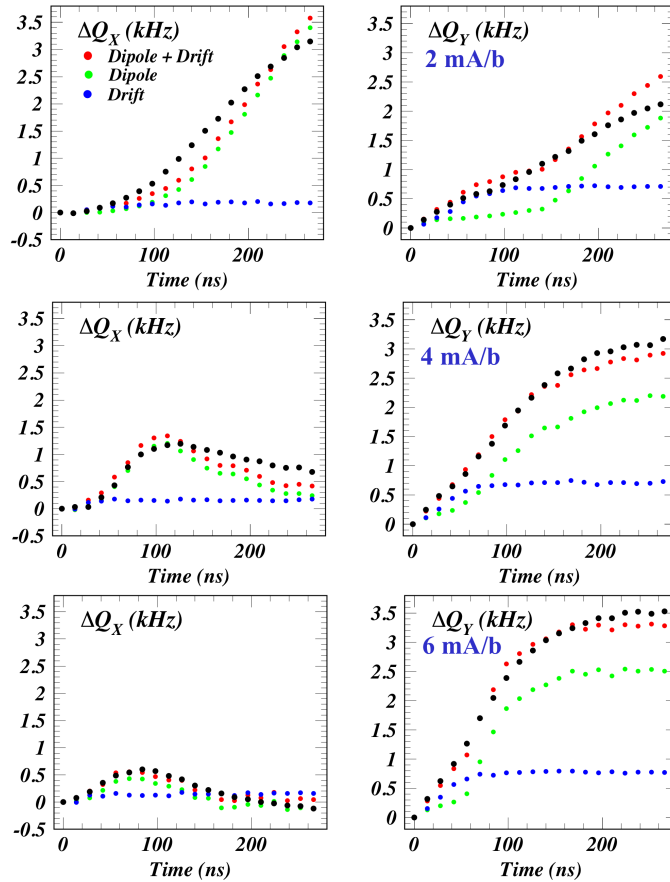 ΔQX (kHz)
Dipole + Drift
Dipole
Drift
3.5
3
2.5
2
1.5
1
0.5
0
-0.5
0 100 200
Time (ns)
ΔQY (kHz)
2 mA/b
3.5
3
2.5
2
1.5
1
0.5
0
0 100 200
Time (ns)
ΔQX (kHz)
3.5
3
2.5
2
1.5
1
0.5
0
-0.5
0 100 200
Time (ns)
ΔQY (kHz)
4 mA/b
3.5
3
2.5
2
1.5
1
0.5
0
0 100 200
Time (ns)
ΔQX (kHz)
3.5
3
2.5
2
1.5
1
0.5
0
-0.5
0 100 200
Time (ns)
ΔQY (kHz)
6 mA/b
3.5
3
2.5
2
1.5
1
0.5
0
0 100 200
Time (ns)